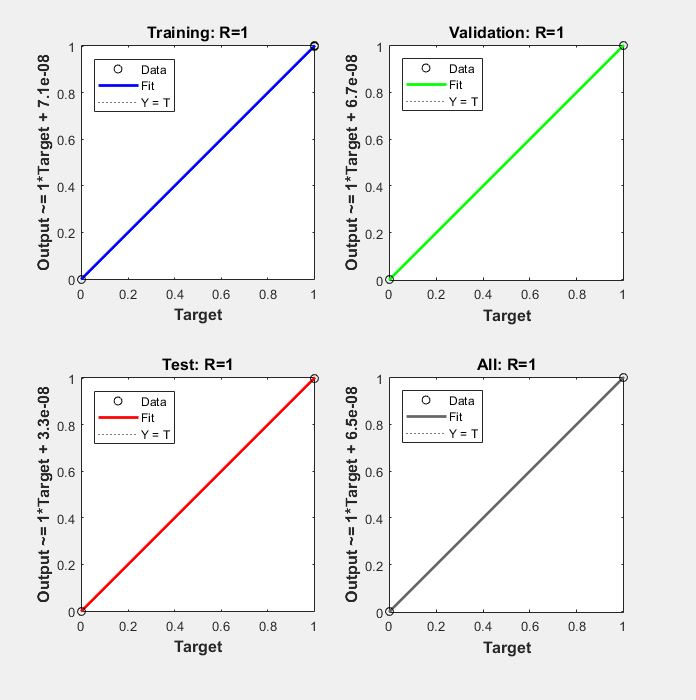 Training: R=1
Output ~= 1*Target + 7.1e-08
1
0.8
0.6
0.4
0.2
0
Data
Fit
Y = T
0 0.2 0.4 0.6 0.8 1
Target
Validation: R=1
Output ~= 1*Target + 6.7e-08
1
0.8
0.6
0.4
0.2
0
Data
Fit
Y = T
0 0.2 0.4 0.6 0.8 1
Target
Test: R=1
Output ~= 1*Target + 3.3e-08
1
0.8
0.6
0.4
0.2
0
Data
Fit
Y = T
0 0.2 0.4 0.6 0.8 1
Target
All: R=1
Output ~= 1*Target + 6.5e-08
1
0.8
0.6
0.4
0.2
0
Data
Fit
Y = T
0 0.2 0.4 0.6 0.8 1
Target